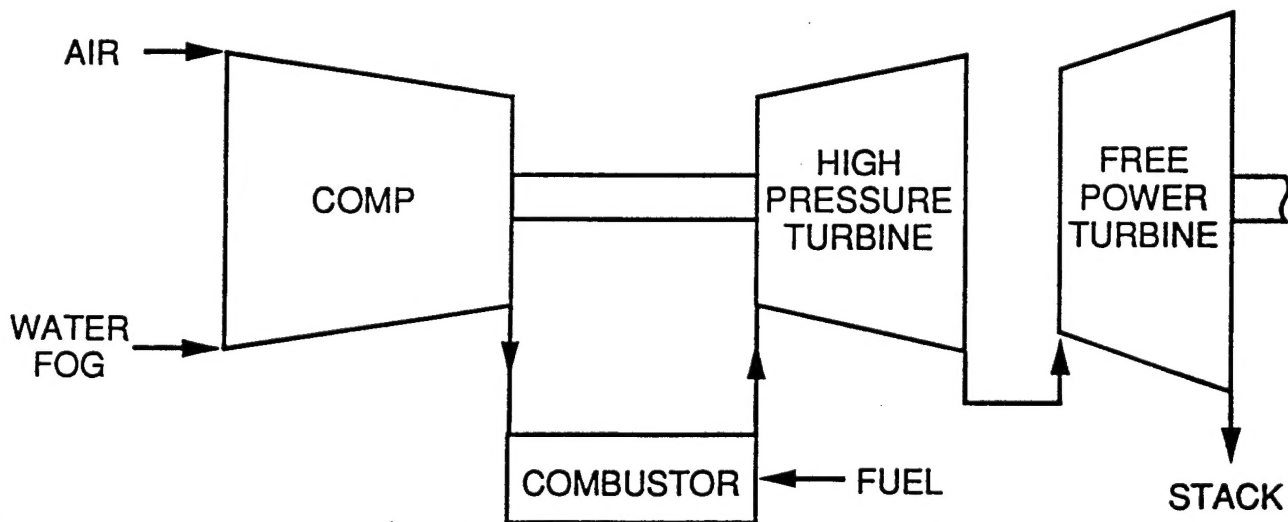 AIR
COMP
WATER
FOG
HIGH
PRESSURE
TURBINE
FREE
POWER
TURBINE
COMBUSTOR
FUEL
STACK